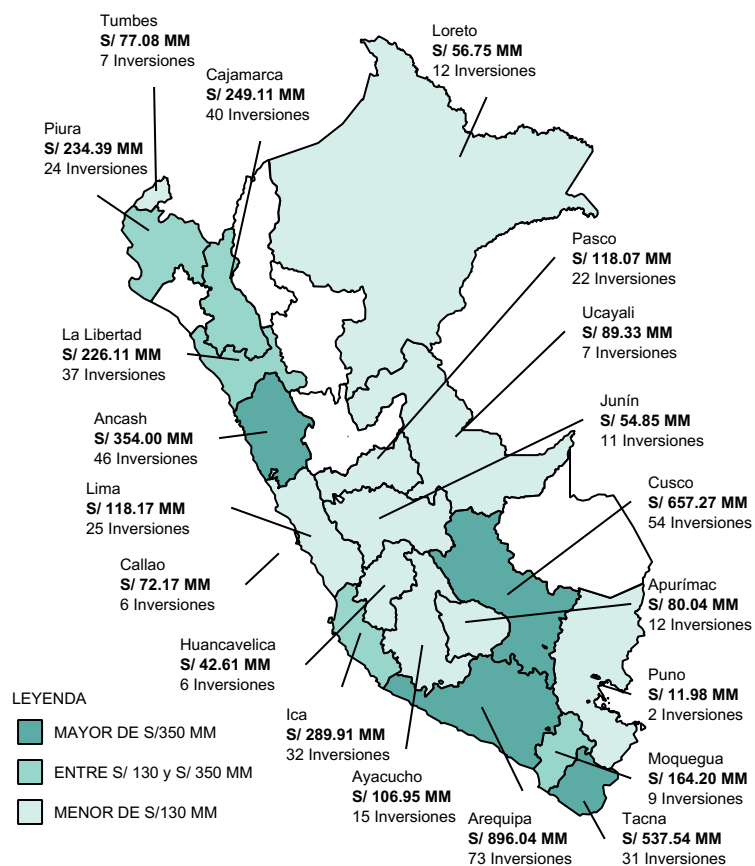 Tumbes
S/ 77.08 MM
7 Inversiones
Loreto
S/ 56.75 MM
12 Inversiones
Cajamarca
S/ 249.11 MM
40 Inversiones
Piura
S/ 234.39 MM
24 Inversiones
Pasco
S/ 118.07 MM
22 Inversiones
Ucayali
S/ 89.33 MM
7 Inversiones
La Libertad
S/ 226.11 MM
37 Inversiones
Junín
S/ 54.85 MM
11 Inversiones
Ancash
S/ 354.00 MM
46 Inversiones
Cusco
S/ 657.27 MM
54 Inversiones
Lima
S/ 118.17 MM
25 Inversiones
Callao
S/ 72.17 MM
6 Inversiones
Apurímac
S/ 80.04 MM
12 Inversiones
Huancavelica
S/ 42.61 MM
6 Inversiones
Puno
S/ 11.98 MM
2 Inversiones
Ica
S/ 289.91 MM
32 Inversiones
Moquegua
S/ 164.20 MM
9 Inversiones
Ayacucho
S/ 106.95 MM
15 Inversiones
Arequipa
S/ 896.04 MM
73 Inversiones
Tacna
S/ 537.54 MM
31 Inversiones
LEYENDA
MAYOR DE S/350 MM
ENTRE S/ 130 y S/ 350 MM
MENOR DE S/130 MM